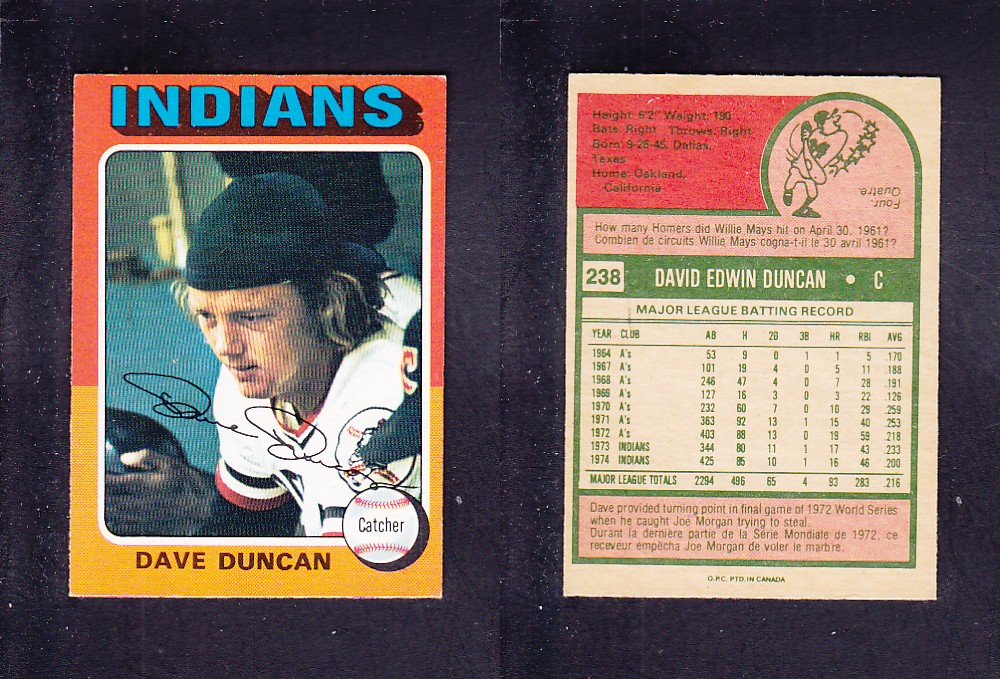 INDIANS
Dave Duncan
Catcher
DAVE DUNCAN
Height: 6'2" Weight: 190
Bats: Right Throws: Right
Born: 9-26-45, Dallas,
Texas
Home: Oakland,
California
Four.
Quatre.
How many Homers did Willie Mays hit on April 30, 1961?
Combien de circuits Willie Mays cogna-t-il le 30 avril 1961?
238 DAVID EDWIN DUNCAN • C
MAJOR LEAGUE BATTING RECORD
YEAR CLUB AB H 2B 3B HR RBI AVG
1964 A's 53 9 0 1 1 5 .170
1967 A's 101 19 4 0 5 11 .188
1968 A's 246 47 4 0 7 28 .191
1969 A's 127 16 3 0 3 22 .126
1970 A's 232 60 7 0 10 29 .259
1971 A's 363 92 13 1 15 40 .253
1972 A's 403 88 13 0 19 59 .218
1973 INDIANS 344 80 11 1 17 43 .233
1974 INDIANS 425 85 10 1 16 46 .200
MAJOR LEAGUE TOTALS 2294 496 65 4 93 283 .216
Dave provided turning point in final game of 1972 World Series
when he caught Joe Morgan trying to steal.
Durant la dernière partie de la Série Mondiale de 1972, ce
receveur empêcha Joe Morgan de voler le marbre.
O.P.C. PTD. IN CANADA